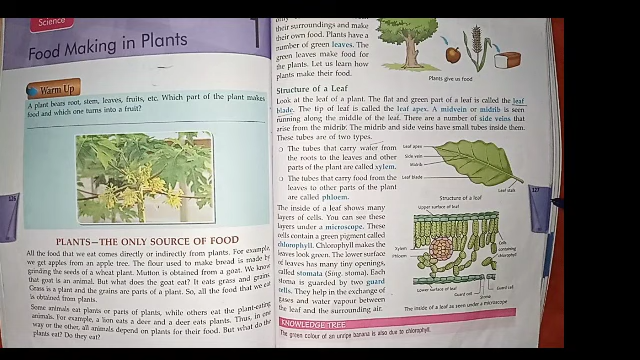 Science
1
Food Making in Plants
Warm Up
A plant bears root, stem, leaves, fruits, etc. Which part of the plant makes
food and which one turns into a fruit?
126
PLANTS—THE ONLY SOURCE OF FOOD
All the food that we eat comes directly or indirectly from plants. For example,
we get apples from an apple tree. The flour used to make bread is made by
grinding the seeds of a wheat plant. Mutton is obtained from a goat. We know
that goat is an animal. But what does the goat eat? It eats grass and grains.
Grass is a plant and the grains are part of a plant. So, all the food that we eat
is obtained from plants.
Some animals eat plants or parts of plants, while others eat the plant-eating
animals. For example, a lion eats a deer and a deer eats plants. Thus, in one
way or the other, all animals depend on plants for their food. But what do the
plants eat? Do they eat?
their surroundings and make
their own food. Plants have a
number of green leaves. The
green leaves make food for
the plants. Let us learn how
plants make their food.
Plants give us food
Structure of a Leaf
Look at the leaf of a plant. The flat and green part of a leaf is called the leaf
blade. The tip of leaf is called the leaf apex. A midvein or midrib is seen
running along the middle of the leaf. There are a number of side veins that
arise from the midrib. The midrib and side veins have small tubes inside them.
These tubes are of two types.
The tubes that carry water from
the roots to the leaves and other
parts of the plant are called xylem.
The tubes that carry food from the
leaves to other parts of the plant
are called phloem.
Leaf apex
Side vein
Midrib
Leaf blade
Leaf stalk
Structure of a leaf
127
The inside of a leaf shows many
layers of cells. You can see these
layers under a microscope. These
cells contain a green pigment called
chlorophyll. Chlorophyll makes the
leaves look green. The lower surface
of leaves has many tiny openings,
called stomata (Sing. stoma). Each
stoma is guarded by two guard
cells. They help in the exchange of
gases and water vapour between
the leaf and the surrounding air.
Upper surface of leaf
Xylem
Phloem
Cells
containing
chlorophyll
Lower surface of leaf
Guard cell
Stoma
Guard cell
The inside of a leaf as seen under a microscope
KNOWLEDGE TREE
The green colour of an unripe banana is also due to chlorophyll.